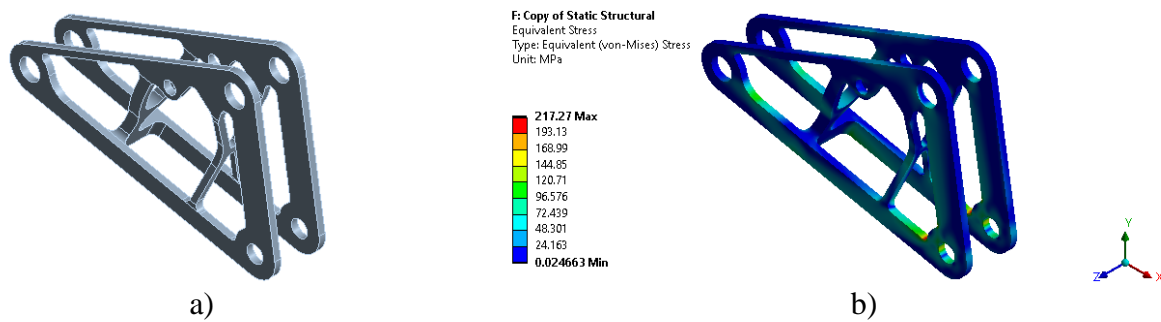 F: Copy of Static Structural
Equivalent Stress
Type: Equivalent (von-Mises) Stress
Unit: MPa
217.27 Max
193.13
168.99
144.85
120.71
96.576
72.439
48.301
24.163
0.024663 Min
Y
Z
X
a)
b)